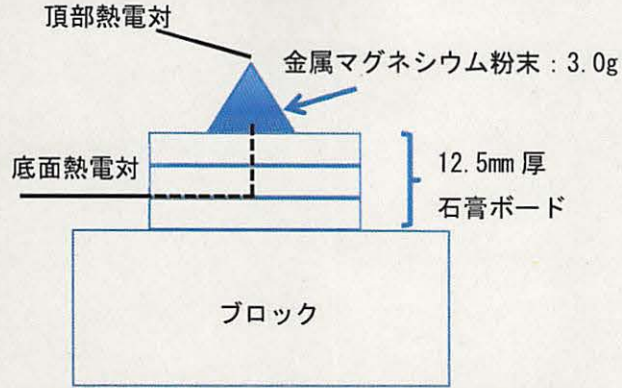 頂部熱電対
金属マグネシウム粉末：3.0g
底面熱電対
12.5mm 厚
石膏ボード
ブロック